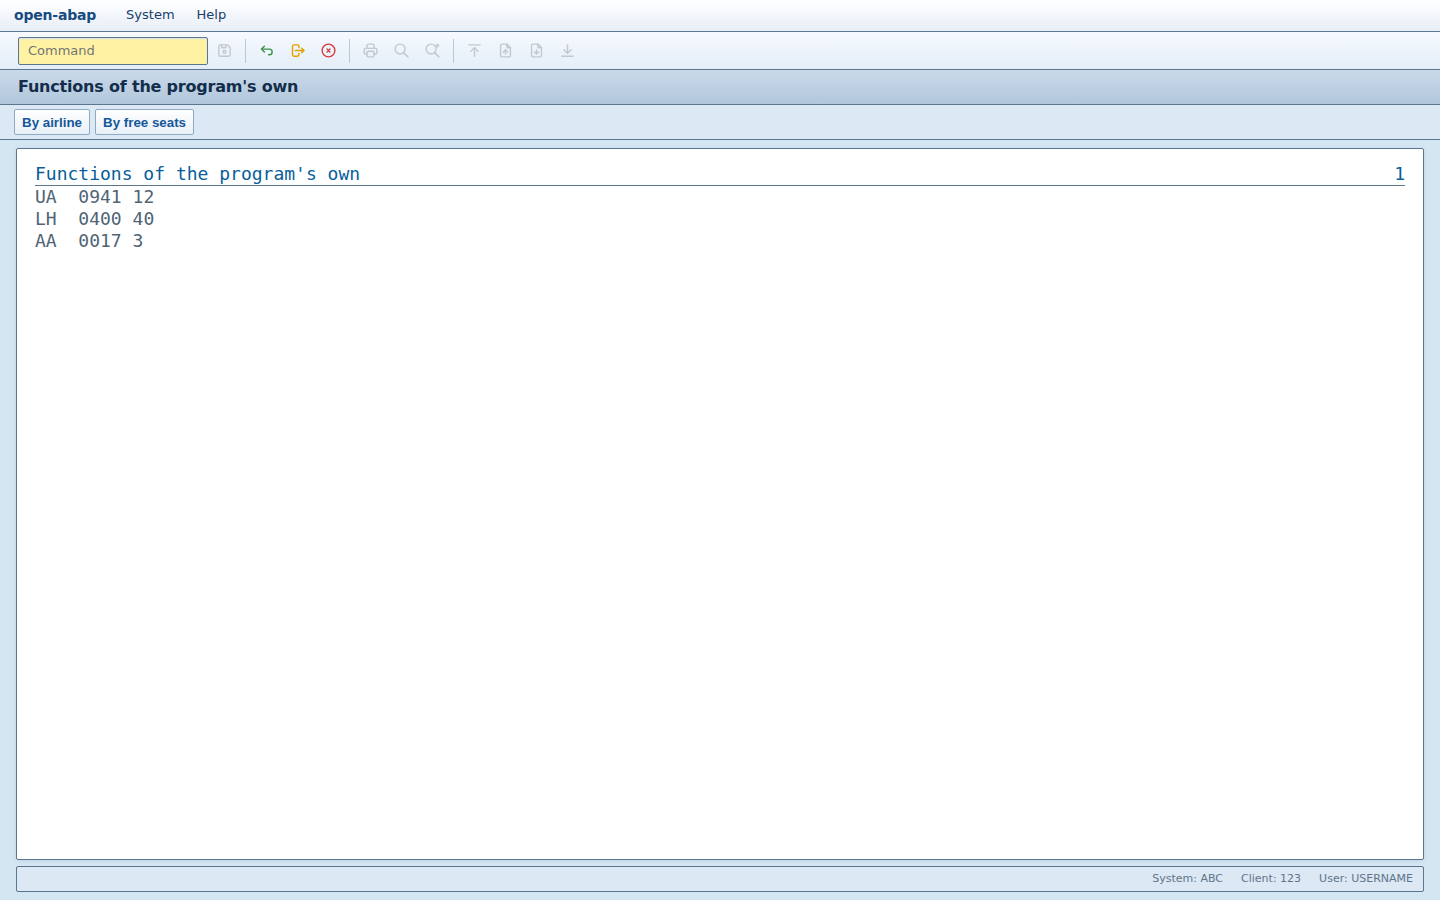 open-abap System Help
Command
Functions of the program's own
By airline By free seats
Functions of the program's own 1
UA  0941 12
LH  0400 40
AA  0017 3
System: ABC Client: 123 User: USERNAME